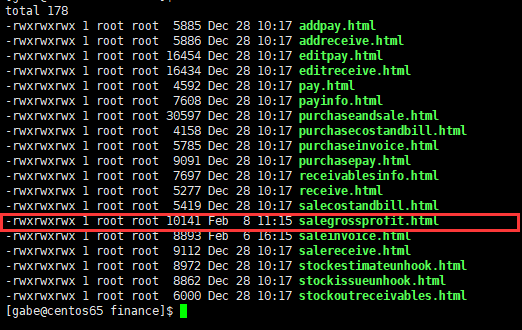 total 178
-rwxrwxrwx 1 root root  5885 Dec 28 10:17 addpay.html
-rwxrwxrwx 1 root root  5886 Dec 28 10:17 addreceive.html
-rwxrwxrwx 1 root root 16454 Dec 28 10:17 editpay.html
-rwxrwxrwx 1 root root 16434 Dec 28 10:17 editreceive.html
-rwxrwxrwx 1 root root  4592 Dec 28 10:17 pay.html
-rwxrwxrwx 1 root root  7608 Dec 28 10:17 payinfo.html
-rwxrwxrwx 1 root root 30597 Dec 28 10:17 purchaseandsale.html
-rwxrwxrwx 1 root root  4158 Dec 28 10:17 purchasecostandbill.html
-rwxrwxrwx 1 root root  5785 Dec 28 10:17 purchaseinvoice.html
-rwxrwxrwx 1 root root  9091 Dec 28 10:17 purchasepay.html
-rwxrwxrwx 1 root root  7697 Dec 28 10:17 receivablesinfo.html
-rwxrwxrwx 1 root root  5277 Dec 28 10:17 receive.html
-rwxrwxrwx 1 root root  5419 Dec 28 10:17 salecostandbill.html
-rwxrwxrwx 1 root root 10141 Feb  8 11:15 salegrossprofit.html
-rwxrwxrwx 1 root root  8893 Feb  6 16:15 saleinvoice.html
-rwxrwxrwx 1 root root  9112 Dec 28 10:17 salereceive.html
-rwxrwxrwx 1 root root  8972 Dec 28 10:17 stockestimateunhook.html
-rwxrwxrwx 1 root root  8862 Dec 28 10:17 stockissueunhook.html
-rwxrwxrwx 1 root root  6000 Dec 28 10:17 stockoutreceivables.html
[gabe@centos65 finance]$